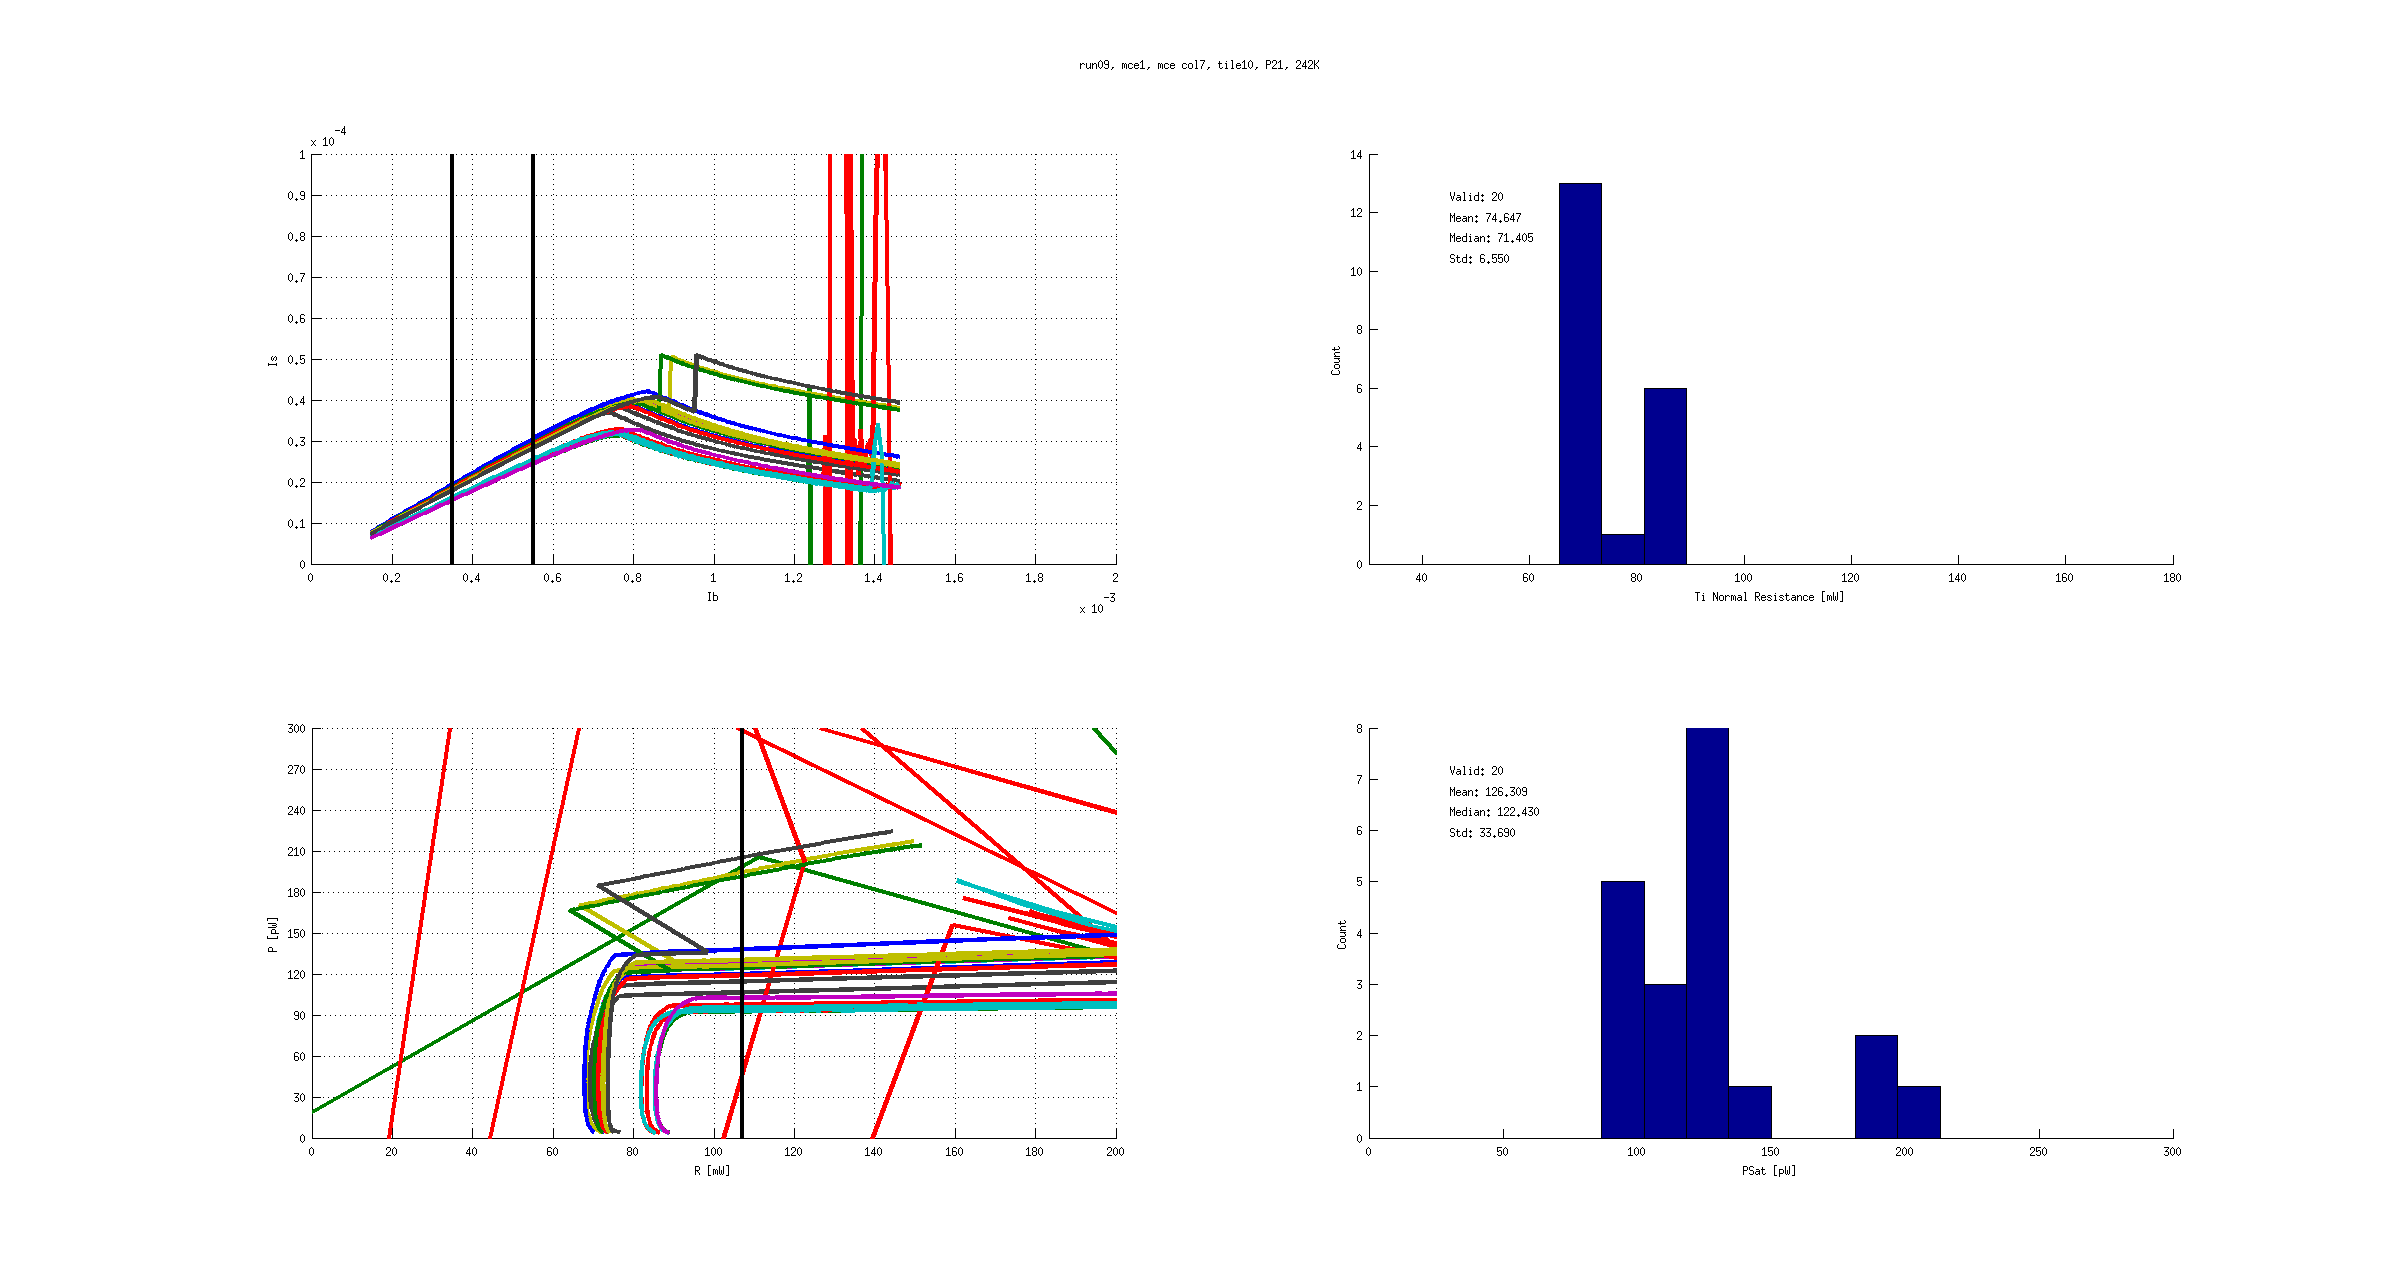 run09, mce1, mce col7, tile10, P21, 242K
x 10
-4
1
0.9
0.8
0.7
0.6
0.5
0.4
0.3
0.2
0.1
0
Is
0 0.2 0.4 0.6 0.8 1 1.2 1.4 1.6 1.8 2
Ib
x 10
-3
14
12
10
8
6
4
2
0
Count
Valid: 20
Mean: 74.647
Median: 71.405
Std: 6.550
40 60 80 100 120 140 160 180
Ti Normal Resistance [mW]
300
270
240
210
180
150
120
90
60
30
0
P [pW]
0 20 40 60 80 100 120 140 160 180 200
R [mW]
8
7
6
5
4
3
2
1
0
Count
Valid: 20
Mean: 126.309
Median: 122.430
Std: 33.690
0 50 100 150 200 250 300
PSat [pW]